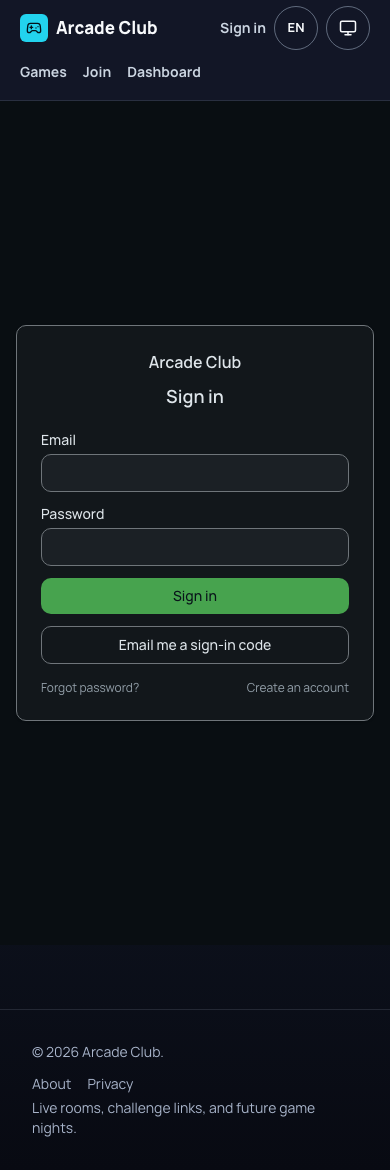 Arcade Club
Sign in
EN
Games Join Dashboard
Arcade Club
Sign in
Email
Password
Sign in
Email me a sign-in code
Forgot password? Create an account
© 2026 Arcade Club.
About Privacy
Live rooms, challenge links, and future game
nights.